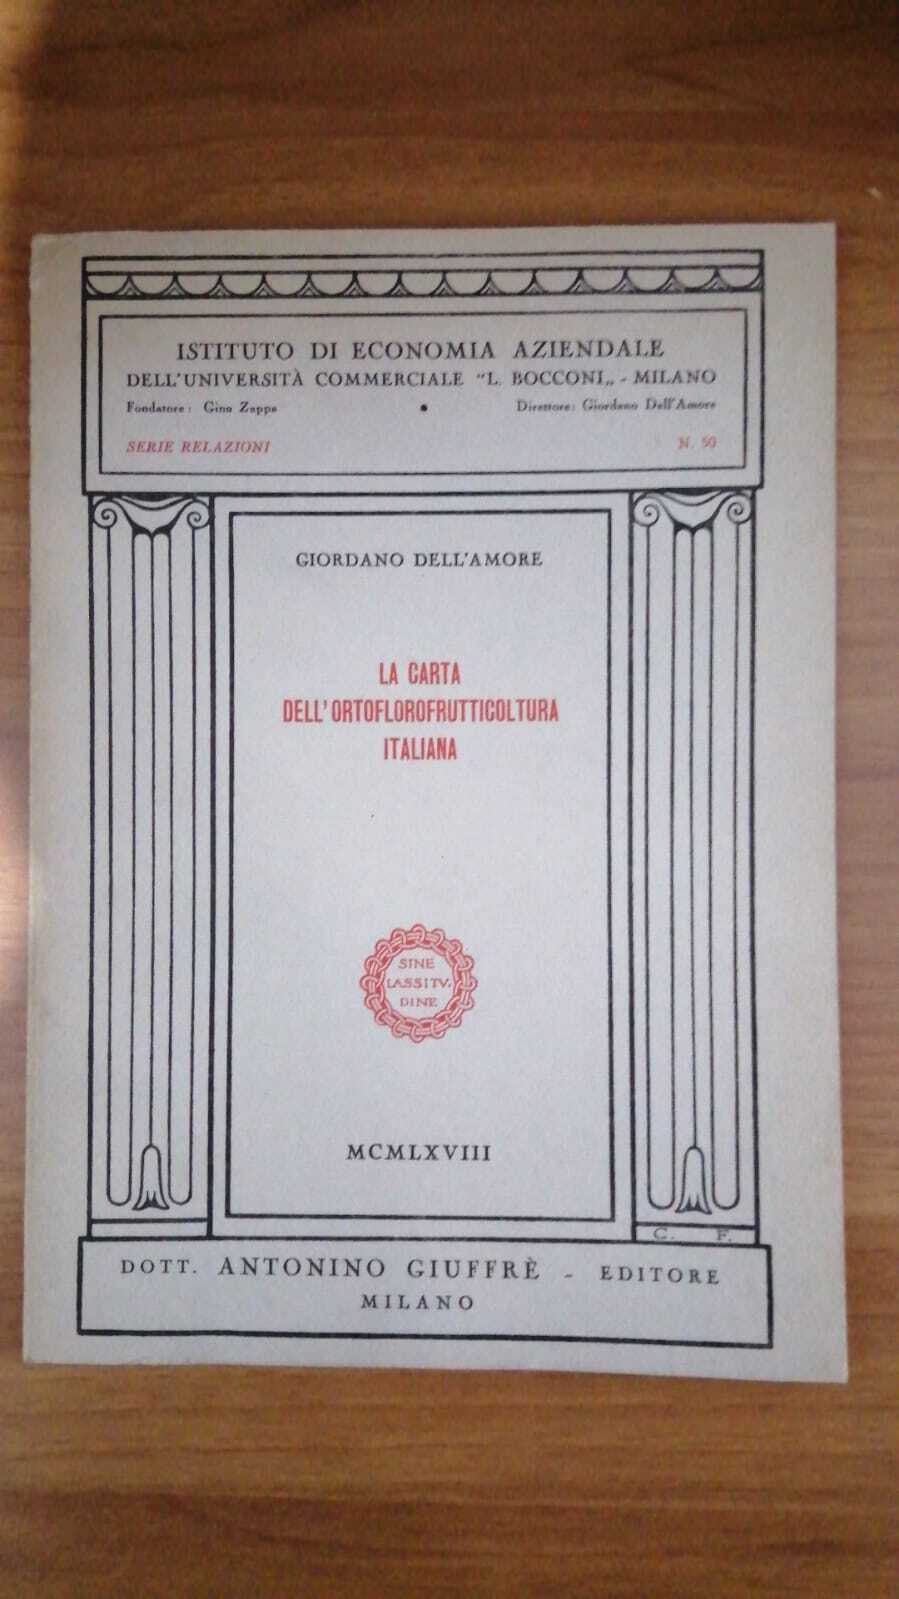 ISTITUTO DI ECONOMIA AZIENDALE
DELL'UNIVERSITÀ COMMERCIALE "L. BOCCONI„ - MILANO
Fondatore: Gino Zappa • Direttore: Giordano Dell'Amore
SERIE RELAZIONI N. 50
GIORDANO DELL'AMORE
LA CARTA
DELL'ORTOFLOROFRUTTICOLTURA
ITALIANA
SINE
LASSITV.
DINE
MCMLXVIII
C. F.
DOTT. ANTONINO GIUFFRÈ - EDITORE
MILANO